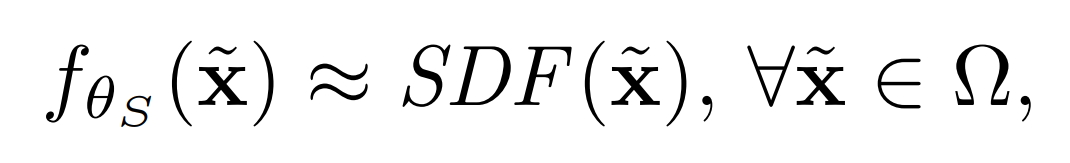 f_{θ_S}(x̃) ≈ SDF(x̃), ∀x̃ ∈ Ω,